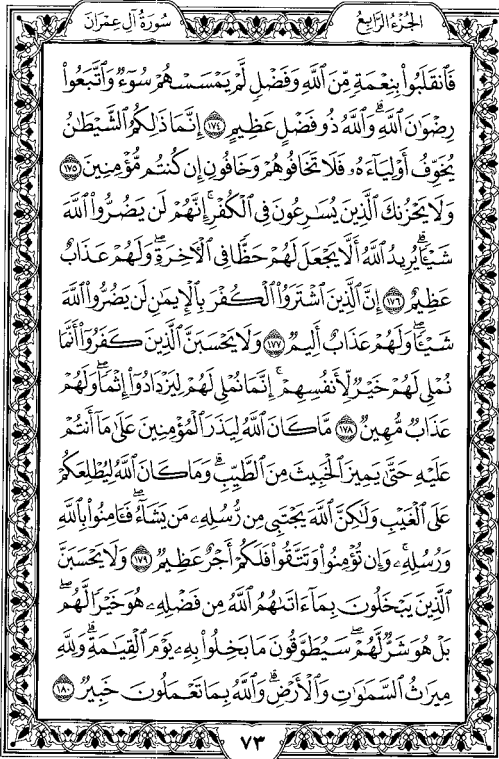 سُورَةُ آلِ عِمْرَانَ
الجُزْءُ الرَّابِعُ
فَٱنقَلَبُواْ بِنِعْمَةٍ مِّنَ ٱللَّهِ وَفَضْلٍ لَّمْ يَمْسَسْهُمْ سُوٓءٌ وَٱتَّبَعُواْ
رِضْوَٰنَ ٱللَّهِۗ وَٱللَّهُ ذُو فَضْلٍ عَظِيمٍ ١٧٤ إِنَّمَا ذَٰلِكُمُ ٱلشَّيْطَٰنُ
يُخَوِّفُ أَوْلِيَآءَهُۥ فَلَا تَخَافُوهُمْ وَخَافُونِ إِن كُنتُم مُّؤْمِنِينَ ١٧٥
وَلَا يَحْزُنكَ ٱلَّذِينَ يُسَٰرِعُونَ فِى ٱلْكُفْرِۚ إِنَّهُمْ لَن يَضُرُّواْ ٱللَّهَ
شَيْـًٔاۗ يُرِيدُ ٱللَّهُ أَلَّا يَجْعَلَ لَهُمْ حَظًّا فِى ٱلْءَاخِرَةِۖ وَلَهُمْ عَذَابٌ
عَظِيمٌ ١٧٦ إِنَّ ٱلَّذِينَ ٱشْتَرَوُاْ ٱلْكُفْرَ بِٱلْإِيمَٰنِ لَن يَضُرُّواْ ٱللَّهَ
شَيْـًٔاۖ وَلَهُمْ عَذَابٌ أَلِيمٌ ١٧٧ وَلَا يَحْسَبَنَّ ٱلَّذِينَ كَفَرُوٓاْ أَنَّمَا
نُمْلِى لَهُمْ خَيْرٌ لِّأَنفُسِهِمْۚ إِنَّمَا نُمْلِى لَهُمْ لِيَزْدَادُوٓاْ إِثْمًاۖ وَلَهُمْ
عَذَابٌ مُّهِينٌ ١٧٨ مَّا كَانَ ٱللَّهُ لِيَذَرَ ٱلْمُؤْمِنِينَ عَلَىٰ مَآ أَنتُمْ
عَلَيْهِ حَتَّىٰ يَمِيزَ ٱلْخَبِيثَ مِنَ ٱلطَّيِّبِۗ وَمَا كَانَ ٱللَّهُ لِيُطْلِعَكُمْ
عَلَى ٱلْغَيْبِ وَلَٰكِنَّ ٱللَّهَ يَجْتَبِى مِن رُّسُلِهِۦ مَن يَشَآءُۖ فَـَٔامِنُواْ بِٱللَّهِ
وَرُسُلِهِۦۚ وَإِن تُؤْمِنُواْ وَتَتَّقُواْ فَلَكُمْ أَجْرٌ عَظِيمٌ ١٧٩ وَلَا يَحْسَبَنَّ
ٱلَّذِينَ يَبْخَلُونَ بِمَآ ءَاتَىٰهُمُ ٱللَّهُ مِن فَضْلِهِۦ هُوَ خَيْرًا لَّهُمۖ
بَلْ هُوَ شَرٌّ لَّهُمْۖ سَيُطَوَّقُونَ مَا بَخِلُواْ بِهِۦ يَوْمَ ٱلْقِيَٰمَةِۗ وَلِلَّهِ
مِيرَٰثُ ٱلسَّمَٰوَٰتِ وَٱلْأَرْضِۗ وَٱللَّهُ بِمَا تَعْمَلُونَ خَبِيرٌ ١٨٠
٧٣